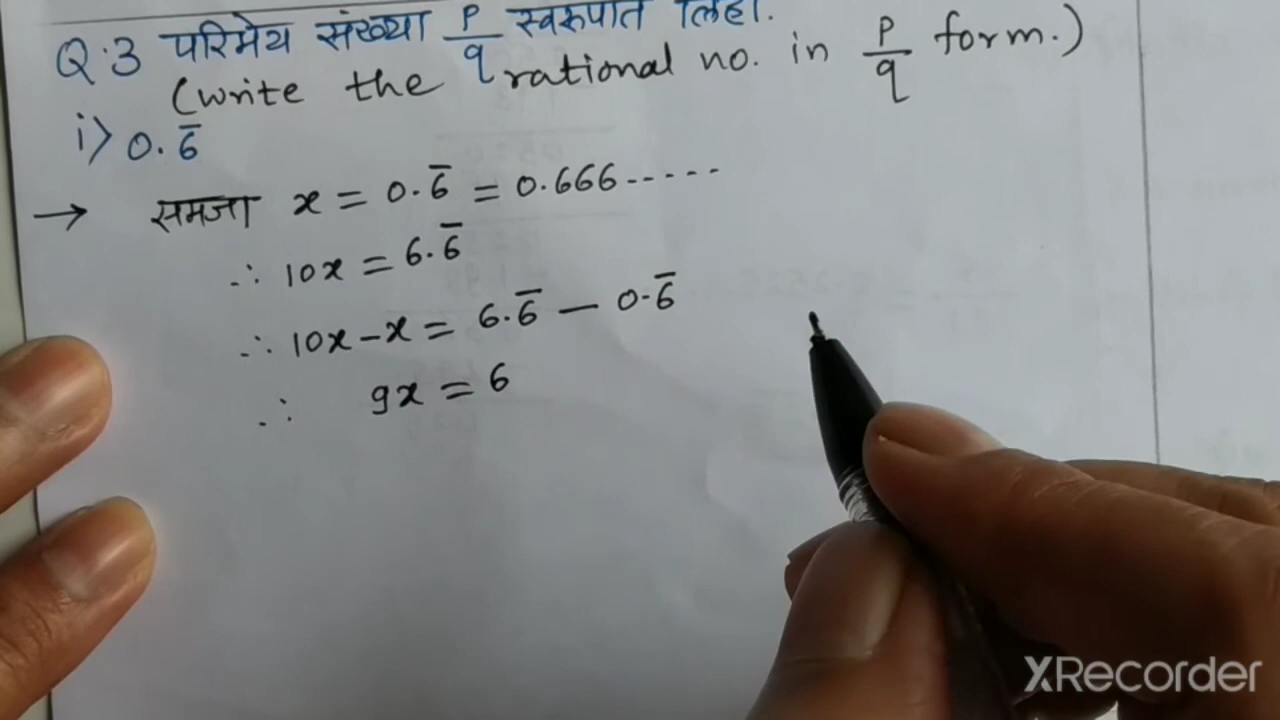 Q.3 परिमेय संख्या p/q स्वरुपात लिहा.
(write the rational no. in p/q form.)
i) 0.6̅
→ समजा x = 0.6̅ = 0.666-----
∴ 10x = 6.6̅
∴ 10x-x = 6.6̅ - 0.6̅
∴ 9x = 6
XRecorder